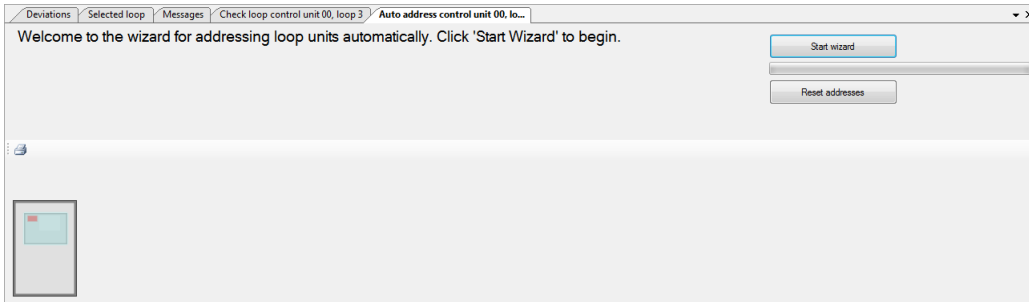 Deviations Selected loop Messages Check loop control unit 00, loop 3 Auto address control unit 00, lo...
Welcome to the wizard for addressing loop units automatically. Click 'Start Wizard' to begin.
Start wizard
Reset addresses